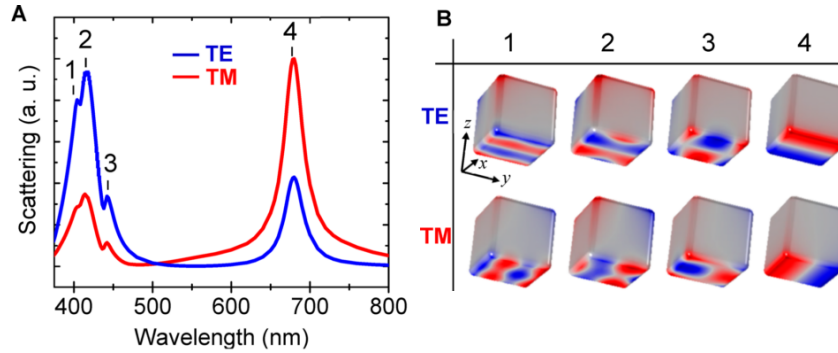 A
1
2
3
4
TE
TM
Scattering (a. u.)
400
500
600
700
800
Wavelength (nm)
B
1 2 3 4
TE
z
x
y
TM